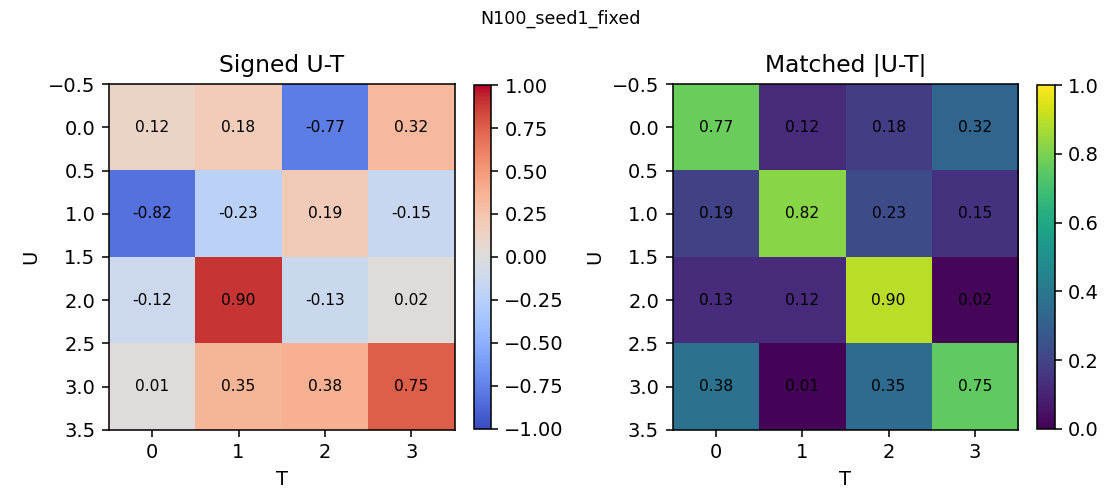 N100_seed1_fixed
Signed U-T
−0.5
0.0
0.5
1.0
1.5
2.0
2.5
3.0
3.5
U
0.12 0.18 -0.77 0.32
-0.82 -0.23 0.19 -0.15
-0.12 0.90 -0.13 0.02
0.01 0.35 0.38 0.75
0 1 2 3
T
1.00
0.75
0.50
0.25
0.00
−0.25
−0.50
−0.75
−1.00
Matched |U-T|
−0.5
0.0
0.5
1.0
1.5
2.0
2.5
3.0
3.5
U
0.77 0.12 0.18 0.32
0.19 0.82 0.23 0.15
0.13 0.12 0.90 0.02
0.38 0.01 0.35 0.75
0 1 2 3
T
1.0
0.8
0.6
0.4
0.2
0.0